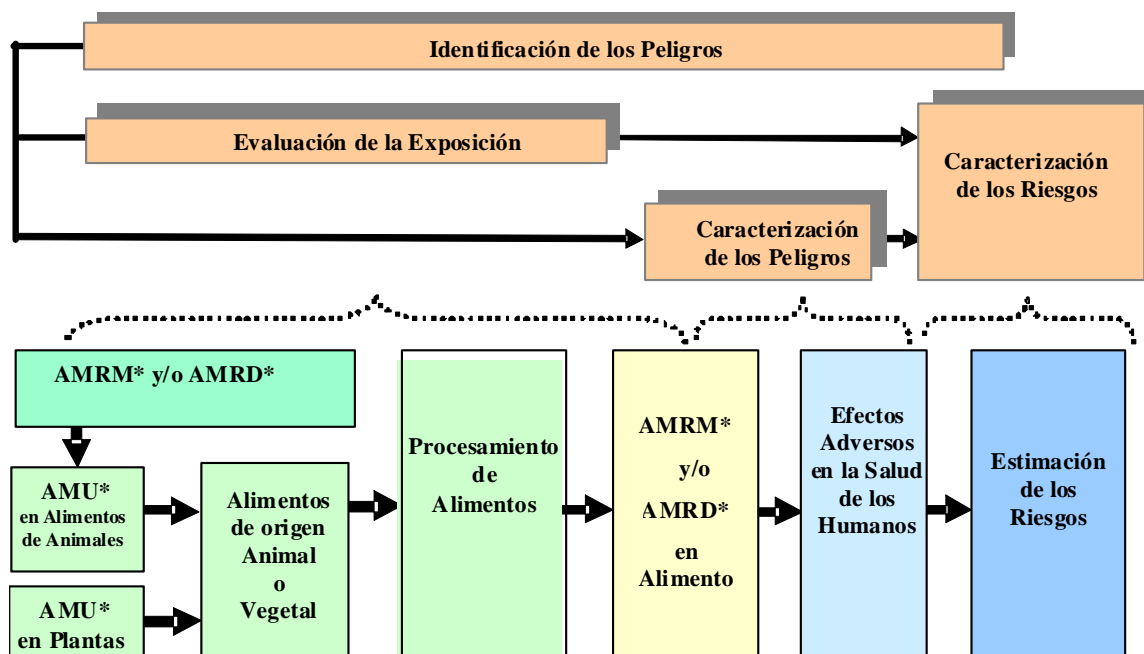 Identificación de los Peligros
Evaluación de la Exposición
Caracterización
de los Riesgos
Caracterización
de los Peligros
AMRM* y/o AMRD*
AMU*
en Alimentos
de Animales
AMU*
en Plantas
Alimentos
de origen
Animal
o
Vegetal
Procesamiento
de
Alimentos
AMRM*
y/o
AMRD*
en
Alimento
Efectos
Adversos
en la Salud
de los
Humanos
Estimación
de los
Riesgos